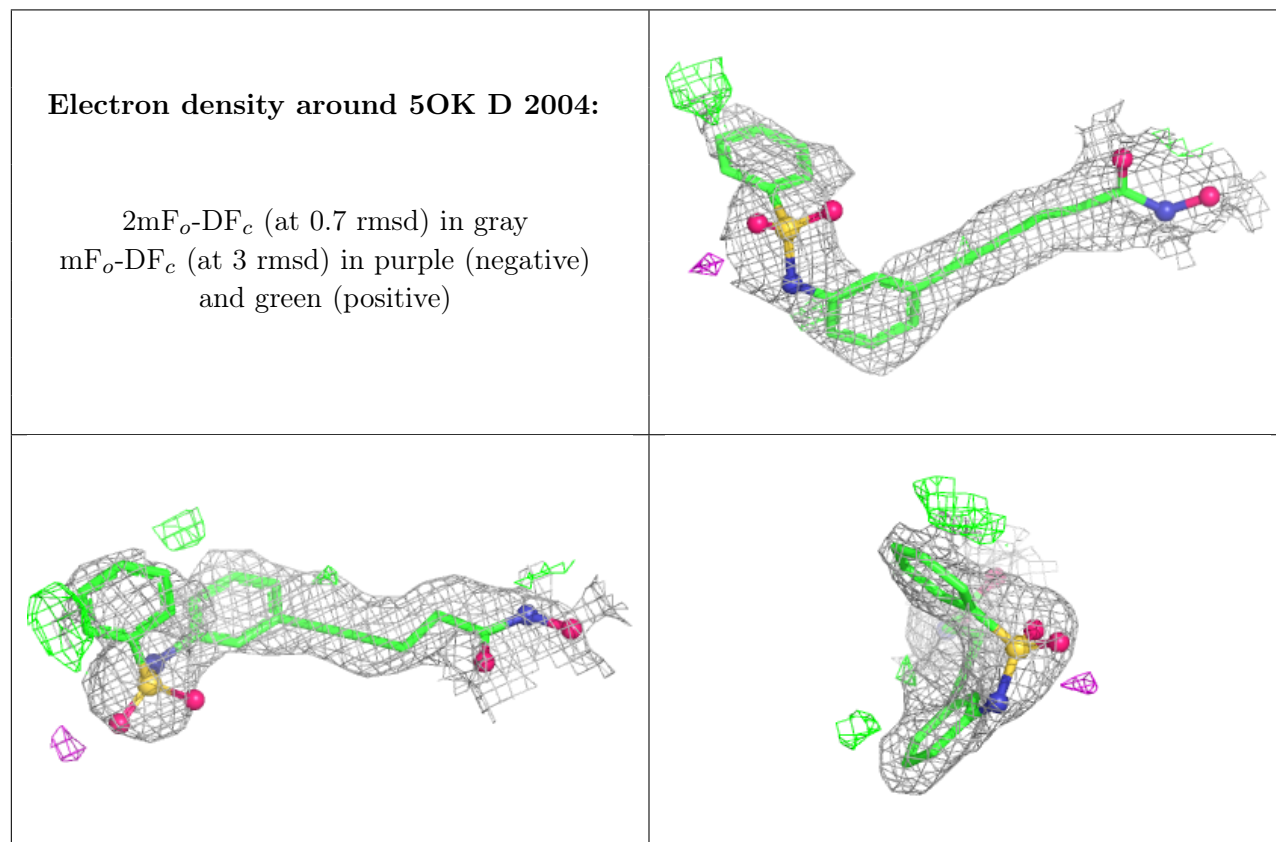 Electron density around 5OK D 2004:
2mFo-DFc (at 0.7 rmsd) in gray
mFo-DFc (at 3 rmsd) in purple (negative)
and green (positive)